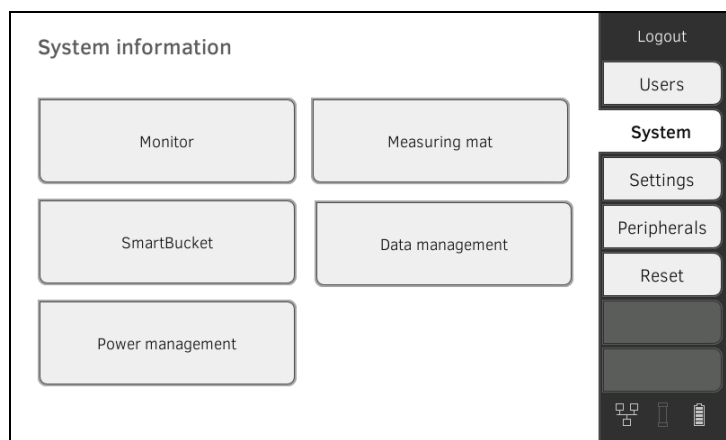 System information
Monitor
Measuring mat
SmartBucket
Data management
Power management
Logout
Users
System
Settings
Peripherals
Reset